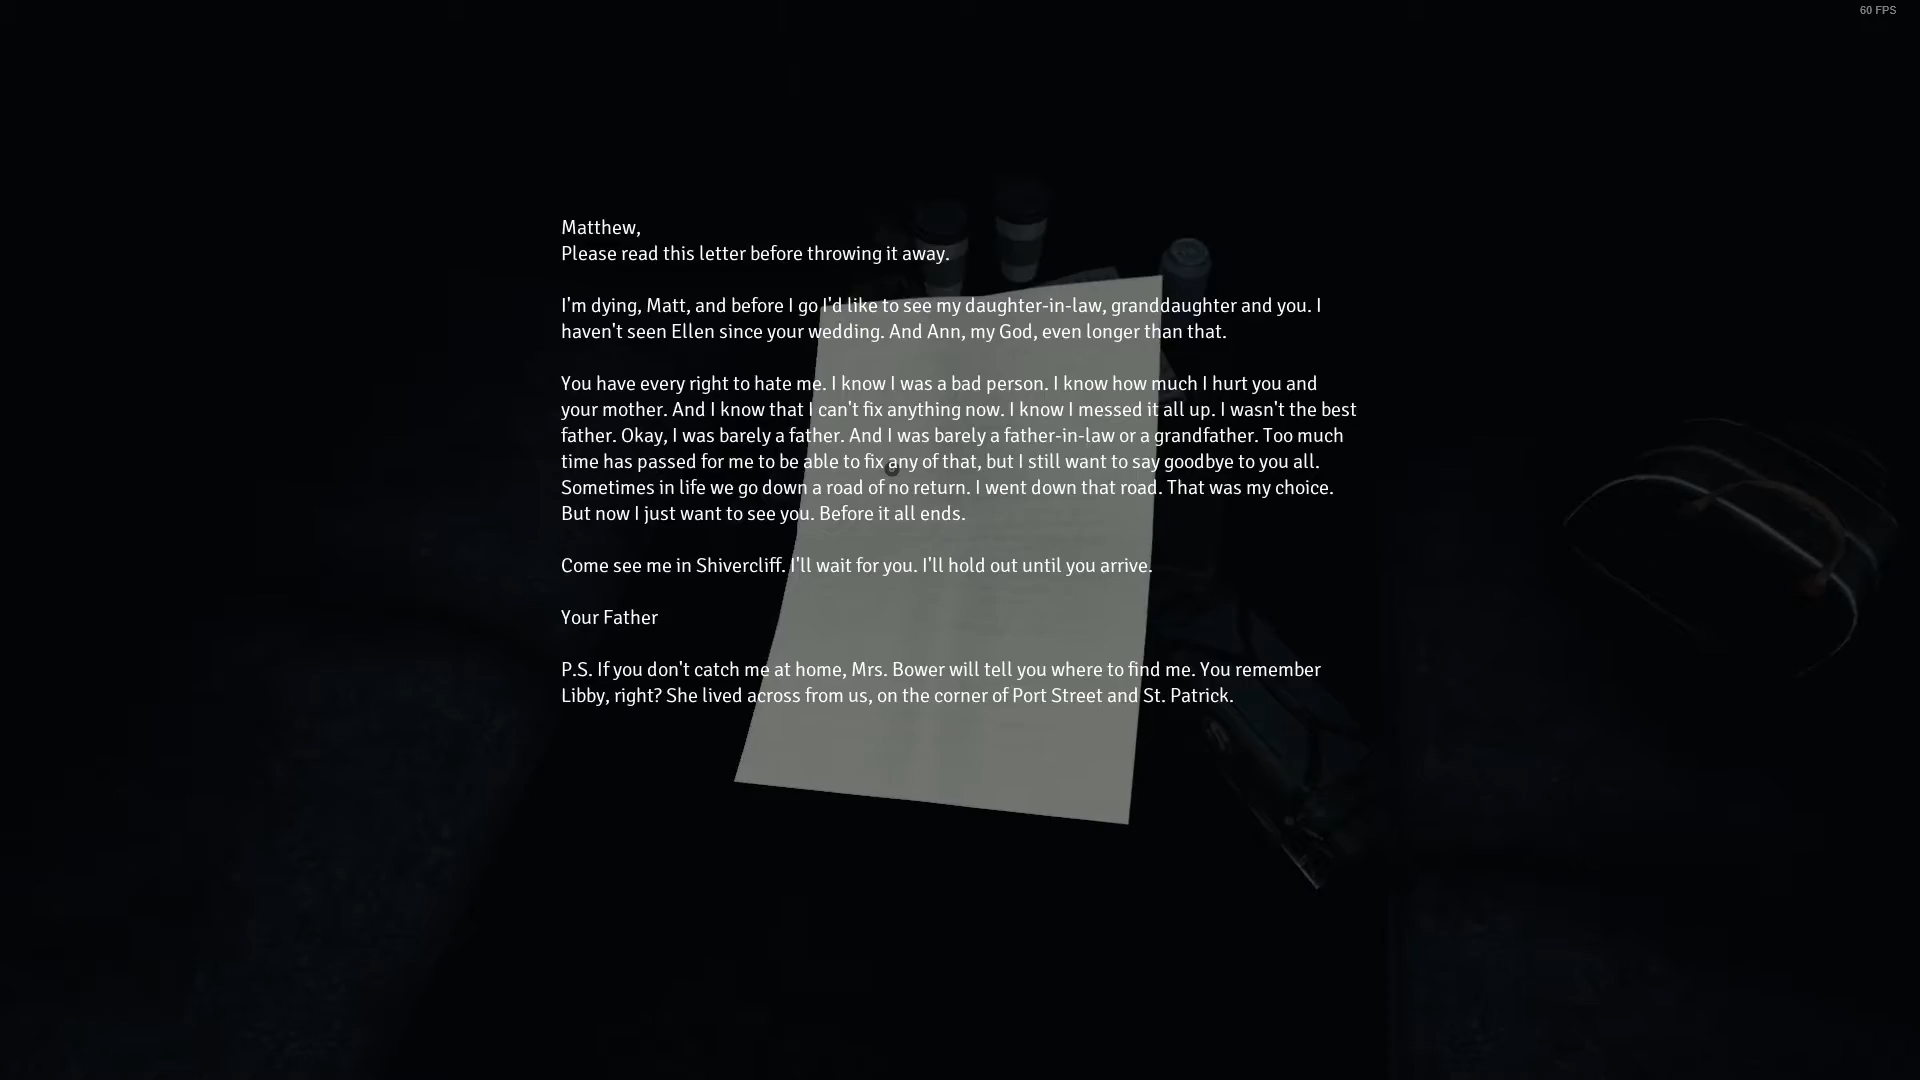 60 FPS
Matthew,
Please read this letter before throwing it away.
I'm dying, Matt, and before I go I'd like to see my daughter-in-law, granddaughter and you. I
haven't seen Ellen since your wedding. And Ann, my God, even longer than that.
You have every right to hate me. I know I was a bad person. I know how much I hurt you and
your mother. And I know that I can't fix anything now. I know I messed it all up. I wasn't the best
father. Okay, I was barely a father. And I was barely a father-in-law or a grandfather. Too much
time has passed for me to be able to fix any of that, but I still want to say goodbye to you all.
Sometimes in life we go down a road of no return. I went down that road. That was my choice.
But now I just want to see you. Before it all ends.
Come see me in Shivercliff. I'll wait for you. I'll hold out until you arrive.
Your Father
P.S. If you don't catch me at home, Mrs. Bower will tell you where to find me. You remember
Libby, right? She lived across from us, on the corner of Port Street and St. Patrick.